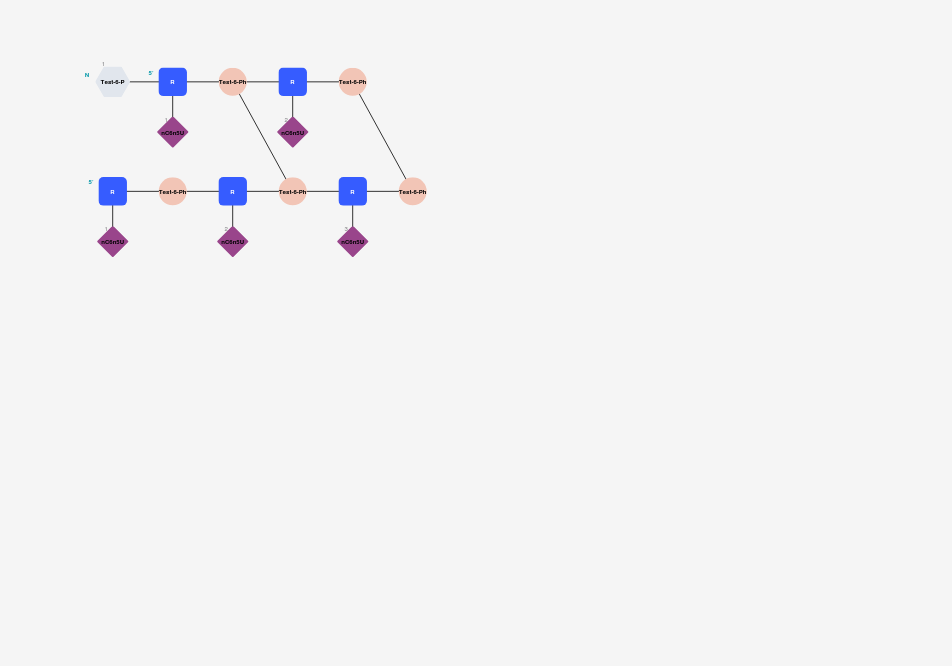 1
N Test-6-P 5' R Test-6-Ph R Test-6-Ph
1 2
nC6n5U nC6n5U
5' R Test-6-Ph R Test-6-Ph R Test-6-Ph
1 2 3
nC6n5U nC6n5U nC6n5U